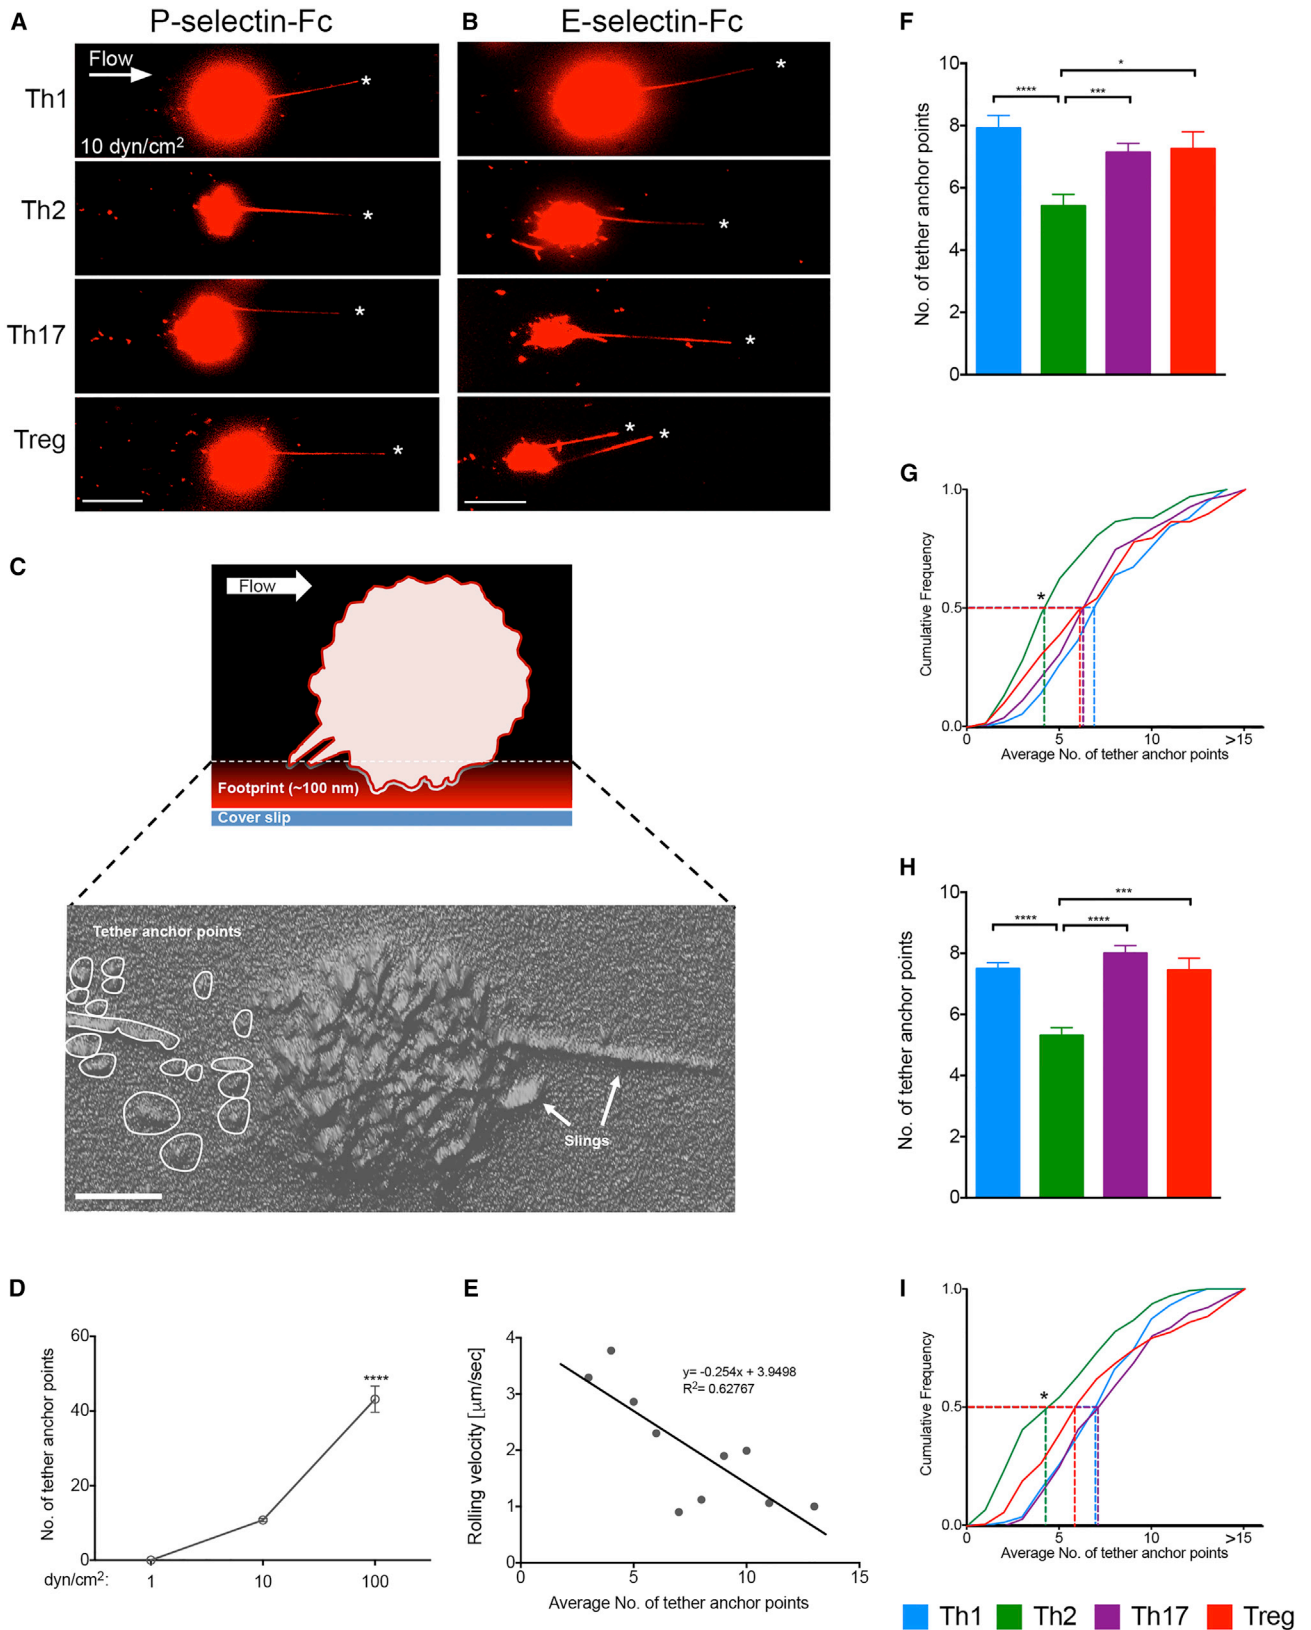 A
P-selectin-Fc
Flow
Th1
*
10 dyn/cm2
Th2
*
Th17
*
Treg
*
B
E-selectin-Fc
*
*
*
*
*
C
Flow
Footprint (~100 nm)
Cover slip
Tether anchor points
Slings
D
No. of tether anchor points
60
40
20
0
****
dyn/cm2:
1
10
100
E
Rolling velocity [μm/sec]
4
3
2
1
0
y= -0.254x + 3.9498
R2= 0.62767
0
5
10
15
Average No. of tether anchor points
F
No. of tether anchor points
10
8
6
4
2
0
*
****
***
G
Cumulative Frequency
1.0
0.5
0.0
*
0
5
10
>15
Average No. of tether anchor points
H
No. of tether anchor points
10
8
6
4
2
0
***
****
****
I
Cumulative Frequency
1.0
0.5
0.0
*
0
5
10
>15
Average No. of tether anchor points
Th1
Th2
Th17
Treg